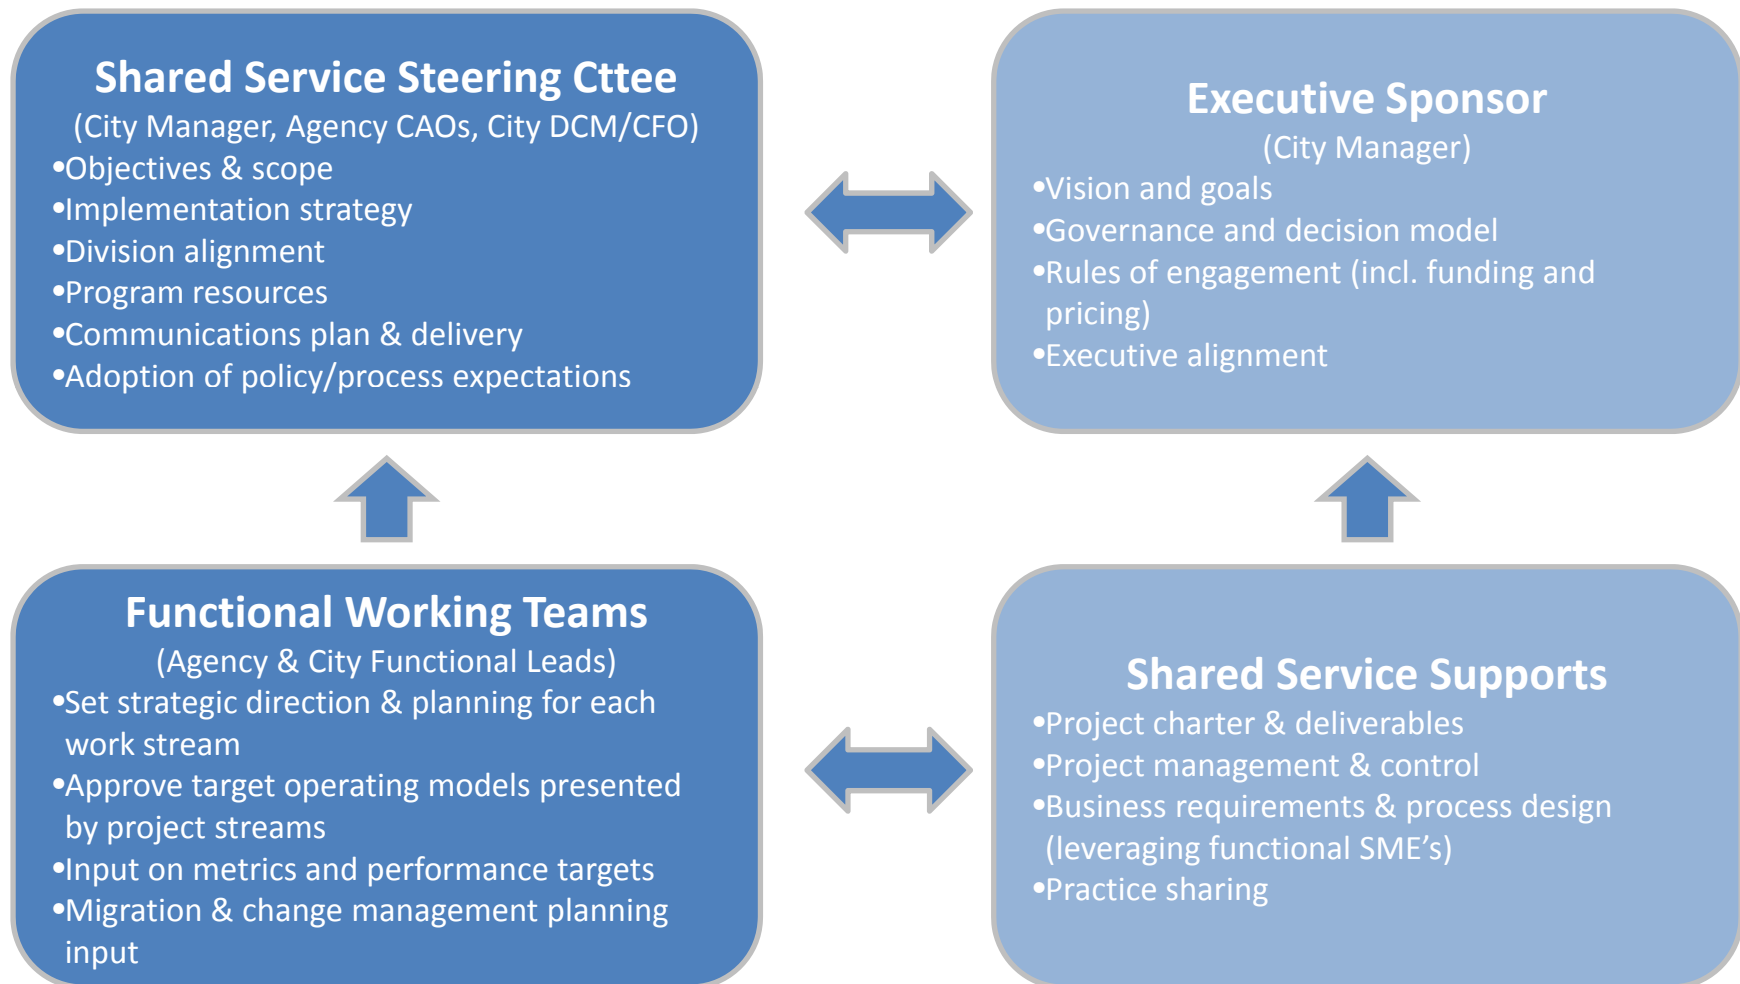 Shared Service Steering Cttee
(City Manager, Agency CAOs, City DCM/CFO)
•Objectives & scope
•Implementation strategy
•Division alignment
•Program resources
•Communications plan & delivery
•Adoption of policy/process expectations
Executive Sponsor
(City Manager)
•Vision and goals
•Governance and decision model
•Rules of engagement (incl. funding and
pricing)
•Executive alignment
Functional Working Teams
(Agency & City Functional Leads)
•Set strategic direction & planning for each
work stream
•Approve target operating models presented
by project streams
•Input on metrics and performance targets
•Migration & change management planning
input
Shared Service Supports
•Project charter & deliverables
•Project management & control
•Business requirements & process design
(leveraging functional SME’s)
•Practice sharing